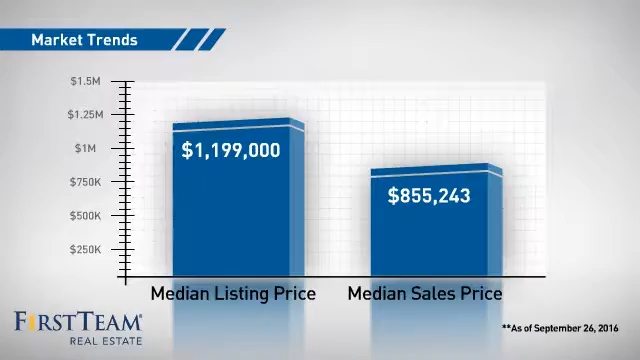 Market Trends
$1.5M
$1.25M
$1M
$750K
$500K
$250K
$1,199,000
$855,243
Median Listing Price
Median Sales Price
FIRSTTEAM®
REAL ESTATE
**As of September 26, 2016